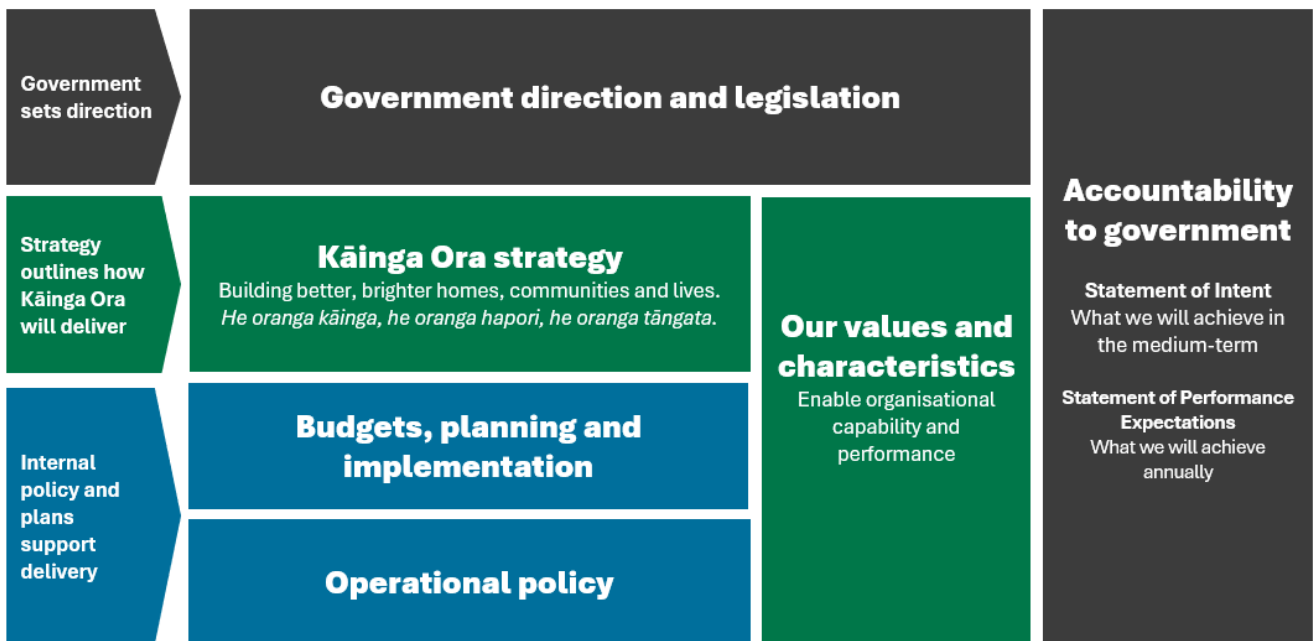 Government
sets direction
Government direction and legislation
Strategy
outlines how
Kāinga Ora
will deliver
Kāinga Ora strategy
Building better, brighter homes, communities and lives.
He oranga kāinga, he oranga hapori, he oranga tāngata.
Internal
policy and
plans
support
delivery
Budgets, planning and
implementation
Operational policy
Our values and
characteristics
Enable organisational
capability and
performance
Accountability
to government
Statement of Intent
What we will achieve in
the medium-term
Statement of Performance
Expectations
What we will achieve
annually